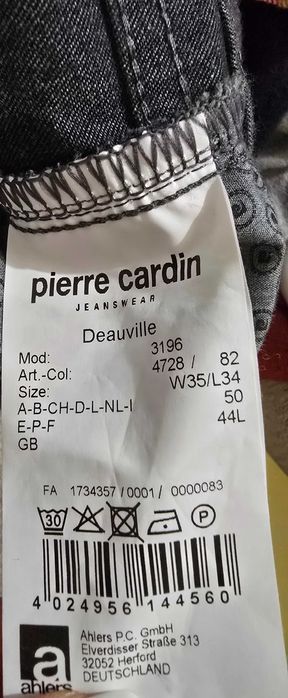 pierre cardin
JEANSWEAR
Deauville
Mod: 3196
Art.-Col: 4728 / 82
Size: W35/L34
A-B-CH-D-L-NL-I 50
E-P-F 44L
GB
FA 1734357 / 0001 / 0000083
30 P
4 024956 144560
a ahlers
Ahlers P.C. GmbH
Elverdisser Straße 313
32052 Herford
DEUTSCHLAND